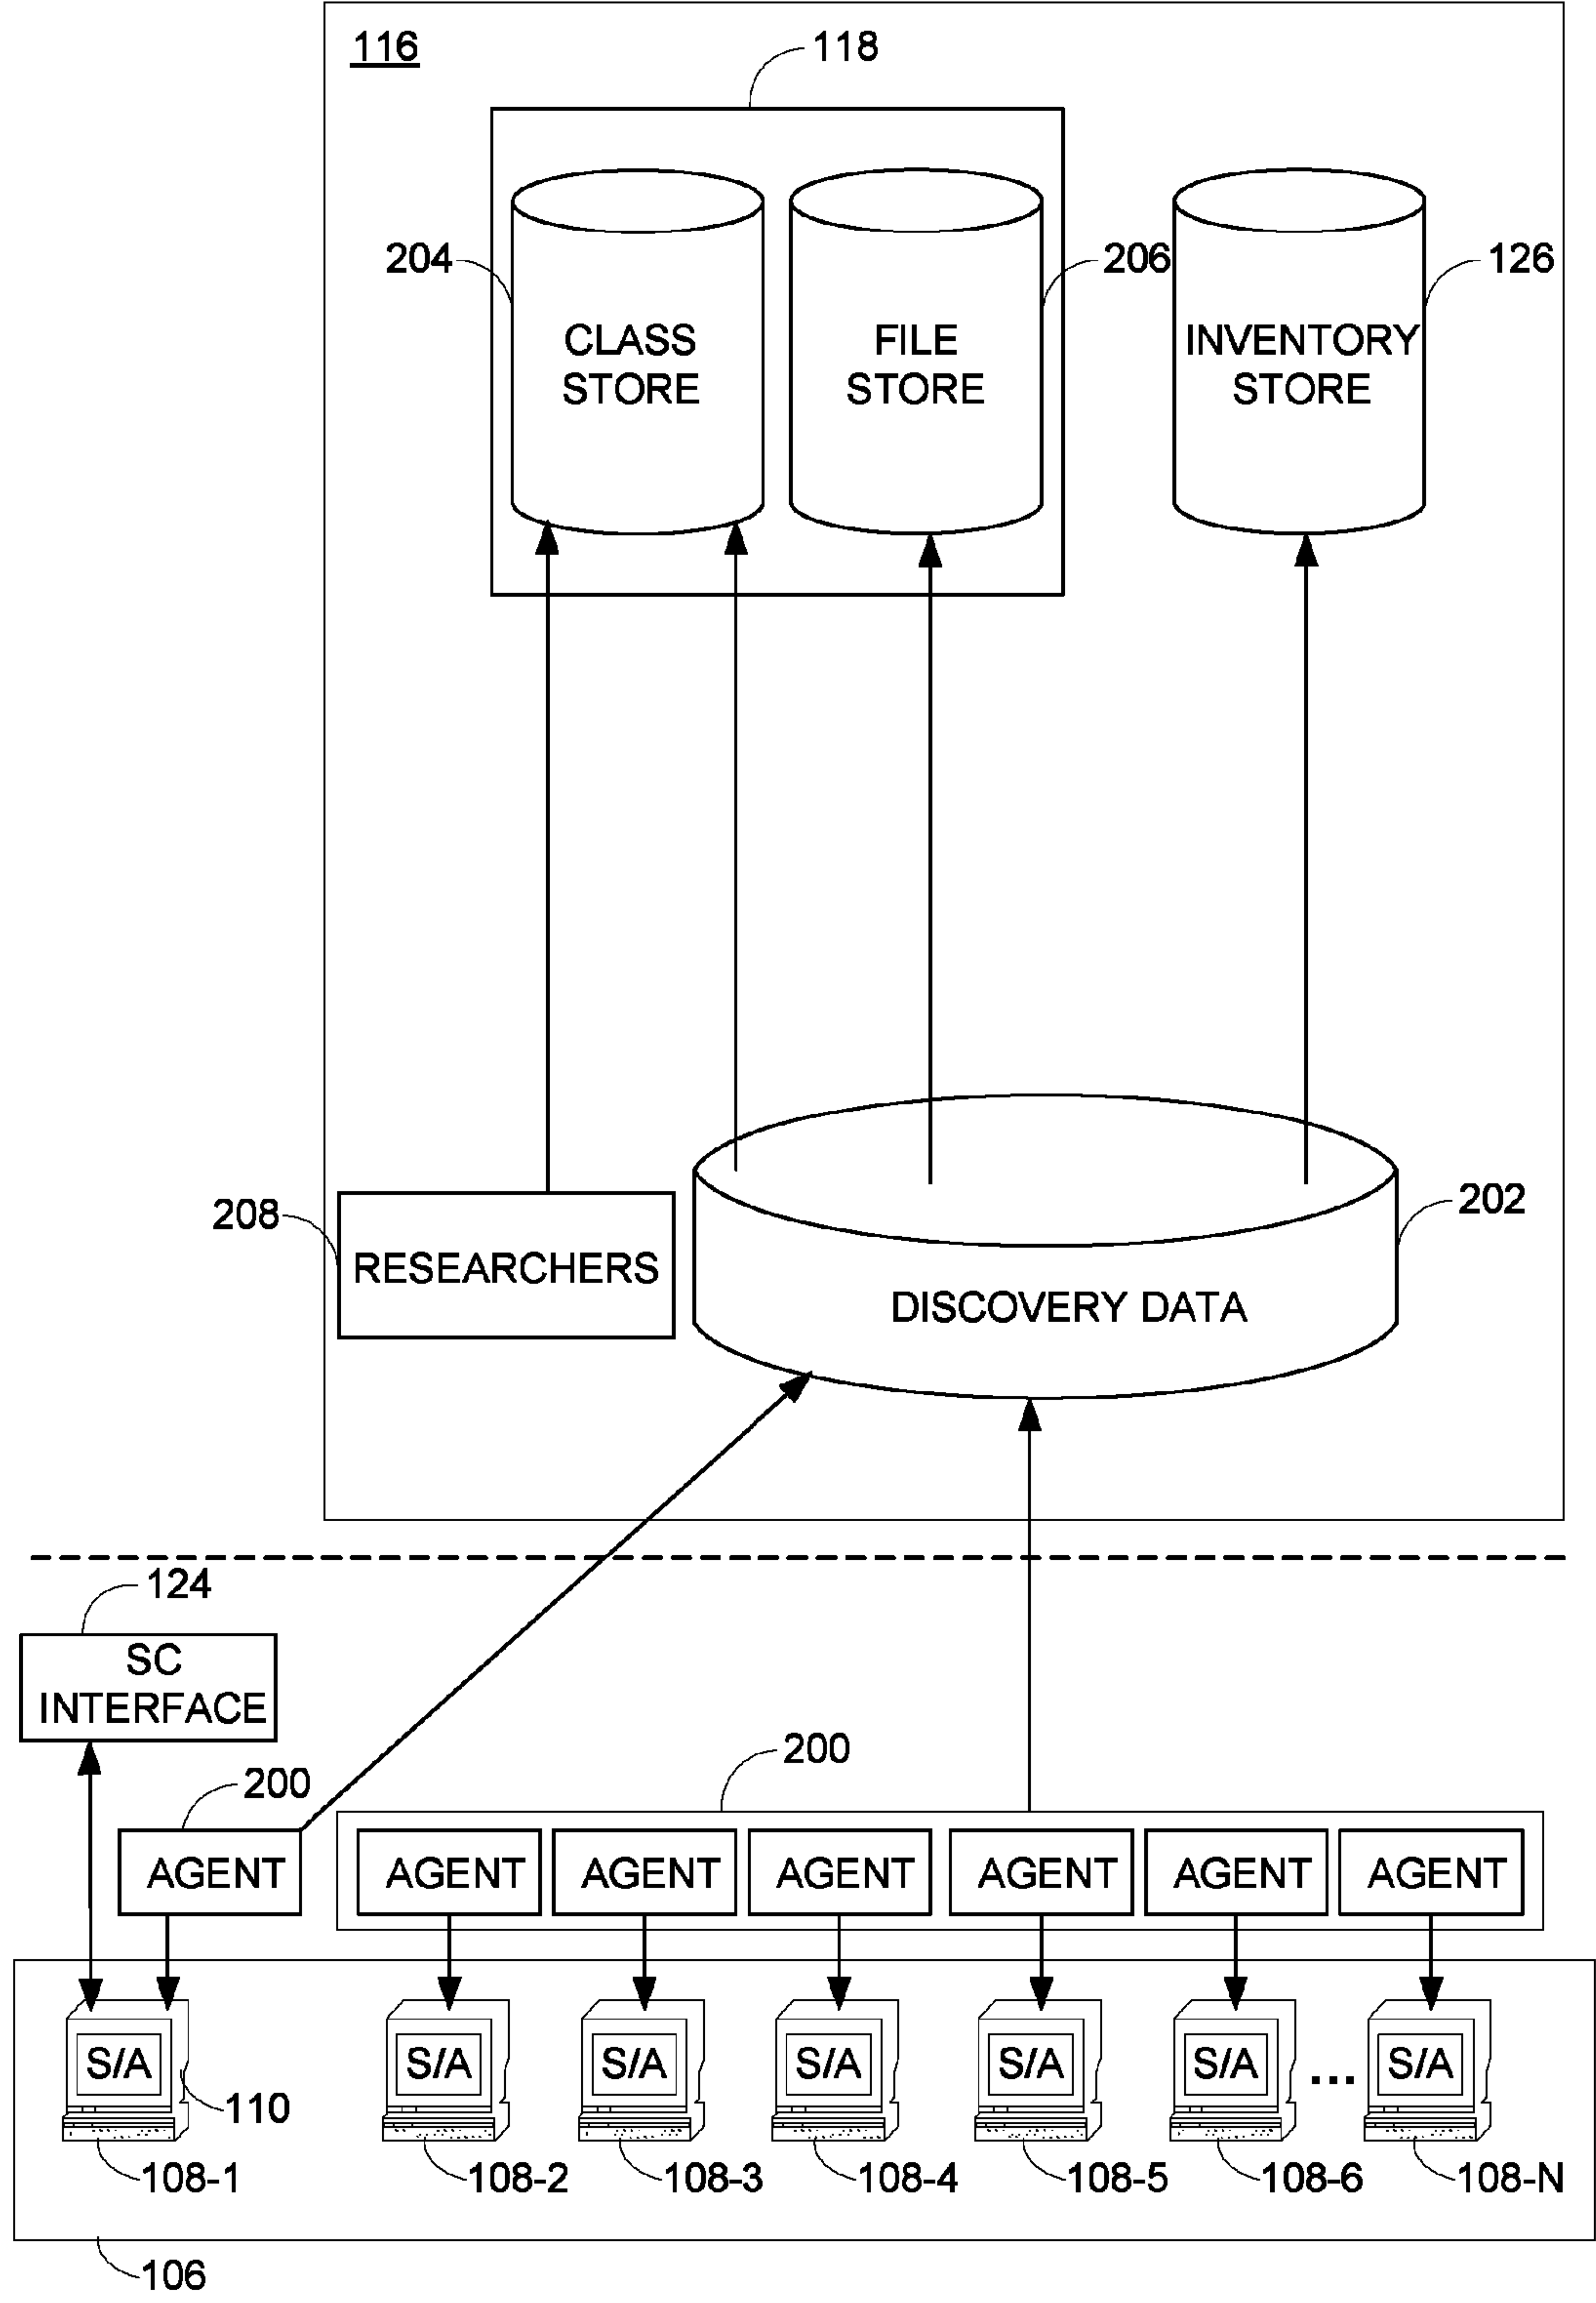 116
118
204
206
126
CLASS
STORE
FILE
STORE
INVENTORY
STORE
208
202
RESEARCHERS
DISCOVERY DATA
124
SC
INTERFACE
200
200
AGENT
AGENT
AGENT
AGENT
AGENT
AGENT
AGENT
S/A
S/A
S/A
S/A
S/A
S/A
...
S/A
110
108-1
108-2
108-3
108-4
108-5
108-6
108-N
106